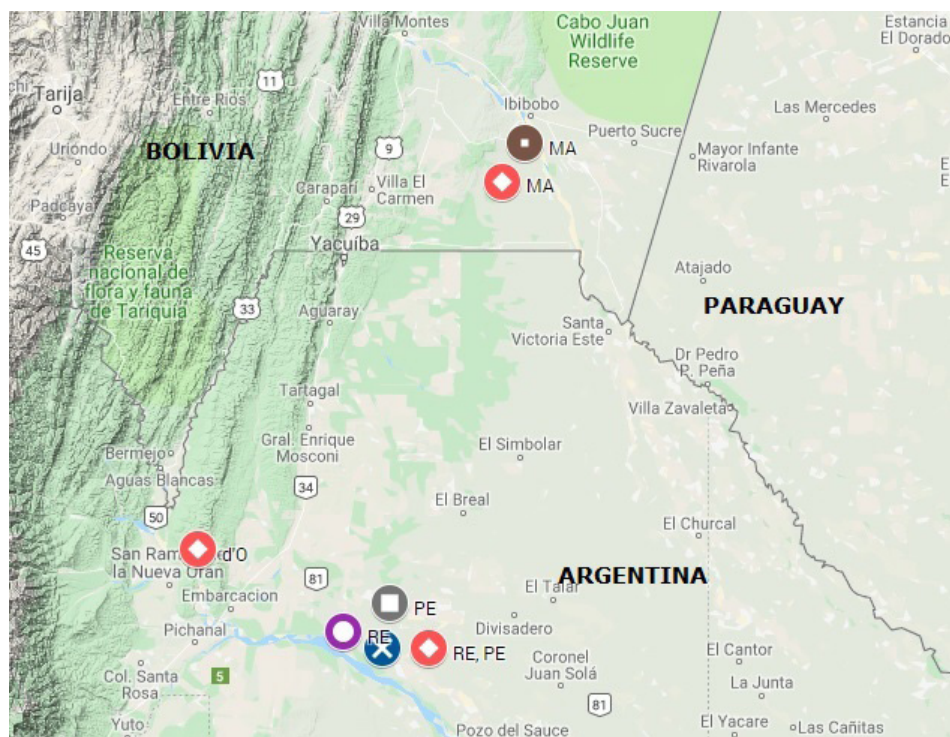 Villa Montes
Cabo Juan
Wildlife
Reserve
Estancia
El Dorado
11
Tarija
Entre Rios
Ibibobo
Las Mercedes
Puerto Sucre
Uriondo
BOLIVIA
9
MA
Mayor Infante
Rivarola
Villa El
Carmen
Caraparí
MA
Padcaya
29
45
Yacuíba
Reserva
nacional de
flora y fauna
de Tariquia
Atajado
33
PARAGUAY
Aguaray
Santa
Victoria Este
Dr Pedro
P. Peña
Tartagal
Villa Zavaleta
Gral. Enrique
Mosconi
El Simbolar
Bermejo
Aguas Blancas
34
El Breal
50
El Churcal
San Ram
d'O
la Nueva Orán
ARGENTINA
81
El Talar
Embarcacion
PE
Divisadero
RE
Pichanal
RE, PE
El Cantor
Coronel
Juan Solá
Col. Santa
Rosa
5
La Junta
81
Yuto
Pozo del Sauce
El Yacare
Las Cañitas